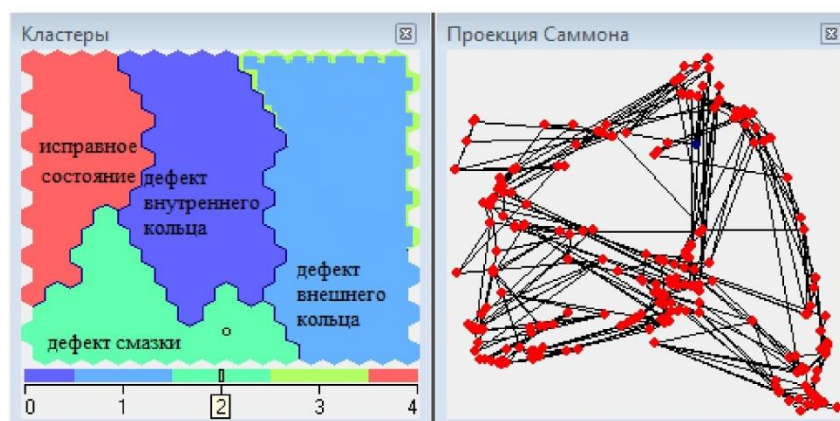 Кластеры
исправное
состояние
дефект
внутреннего
кольца
дефект
внешнего
кольца
дефект смазки
0 1 2 3 4
Проекция Саммона